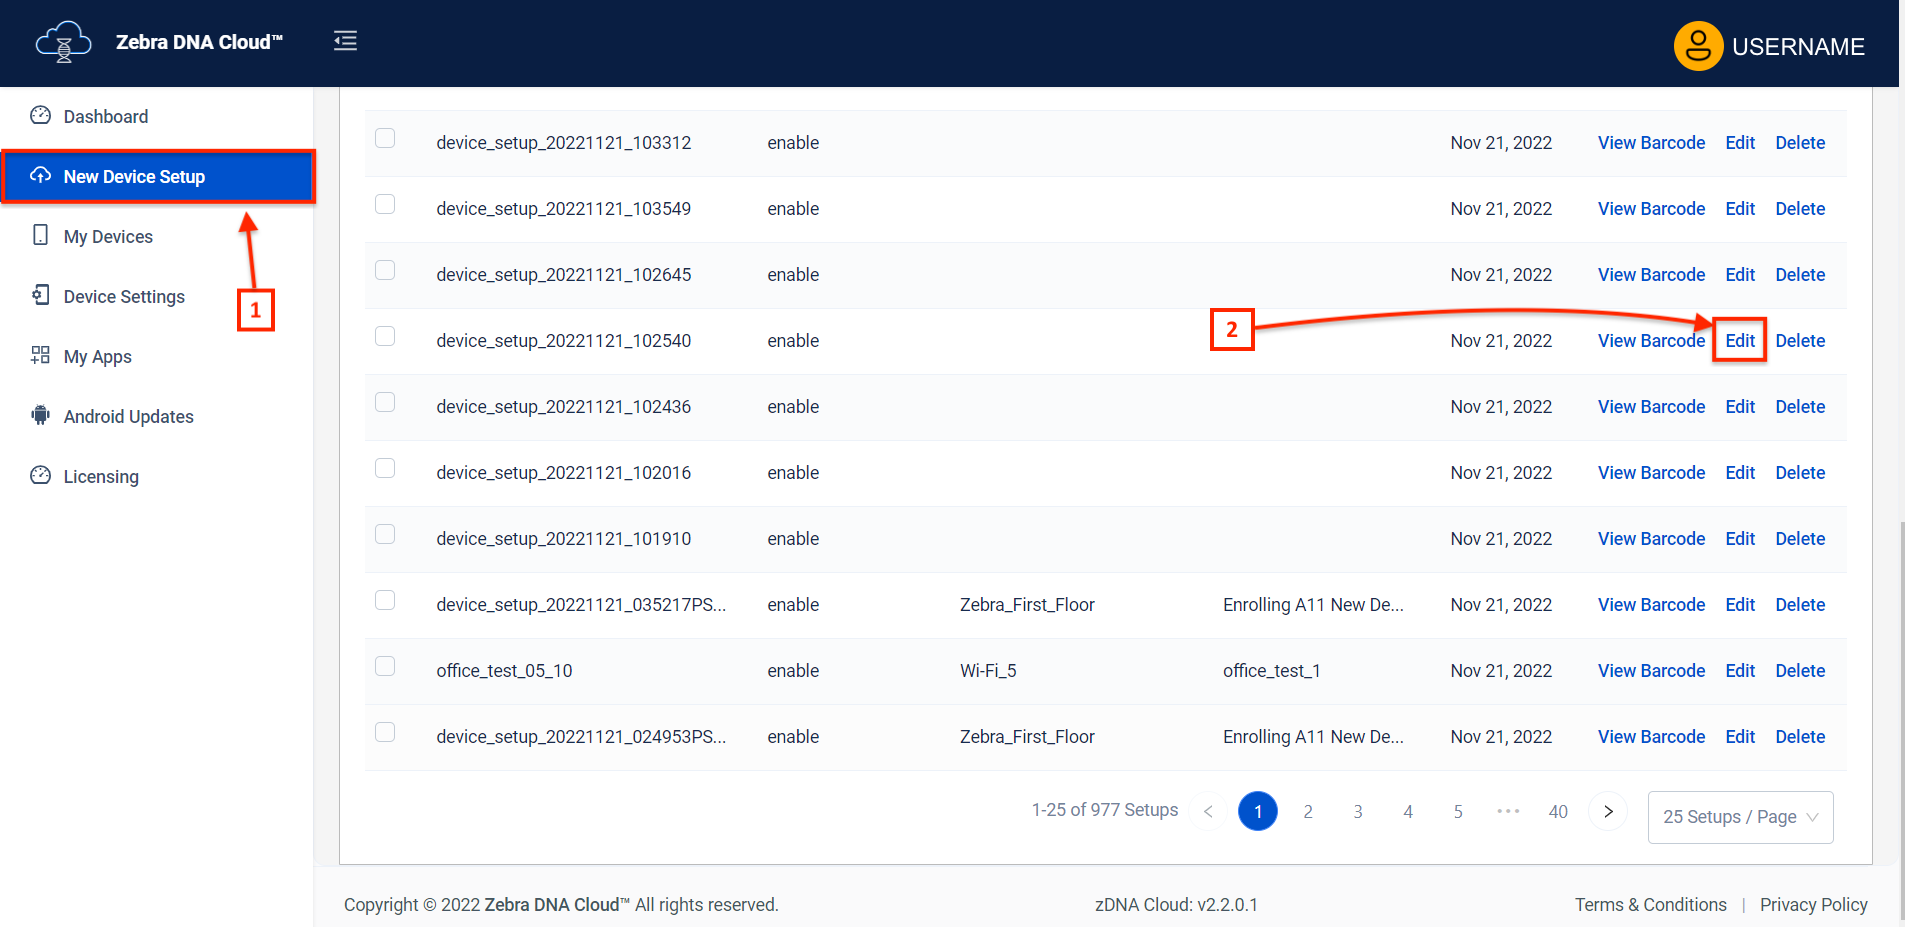 Zebra DNA Cloud™
USERNAME
Dashboard
New Device Setup
My Devices
Device Settings
My Apps
Android Updates
Licensing
1
2
device_setup_20221121_103312 enable Nov 21, 2022 View Barcode Edit Delete
device_setup_20221121_103549 enable Nov 21, 2022 View Barcode Edit Delete
device_setup_20221121_102645 enable Nov 21, 2022 View Barcode Edit Delete
device_setup_20221121_102540 enable Nov 21, 2022 View Barcode Edit Delete
device_setup_20221121_102436 enable Nov 21, 2022 View Barcode Edit Delete
device_setup_20221121_102016 enable Nov 21, 2022 View Barcode Edit Delete
device_setup_20221121_101910 enable Nov 21, 2022 View Barcode Edit Delete
device_setup_20221121_035217PS... enable Zebra_First_Floor Enrolling A11 New De... Nov 21, 2022 View Barcode Edit Delete
office_test_05_10 enable Wi-Fi_5 office_test_1 Nov 21, 2022 View Barcode Edit Delete
device_setup_20221121_024953PS... enable Zebra_First_Floor Enrolling A11 New De... Nov 21, 2022 View Barcode Edit Delete
1-25 of 977 Setups < 1 2 3 4 5 ••• 40 > 25 Setups / Page
Copyright © 2022 Zebra DNA Cloud™ All rights reserved. zDNA Cloud: v2.2.0.1 Terms & Conditions | Privacy Policy